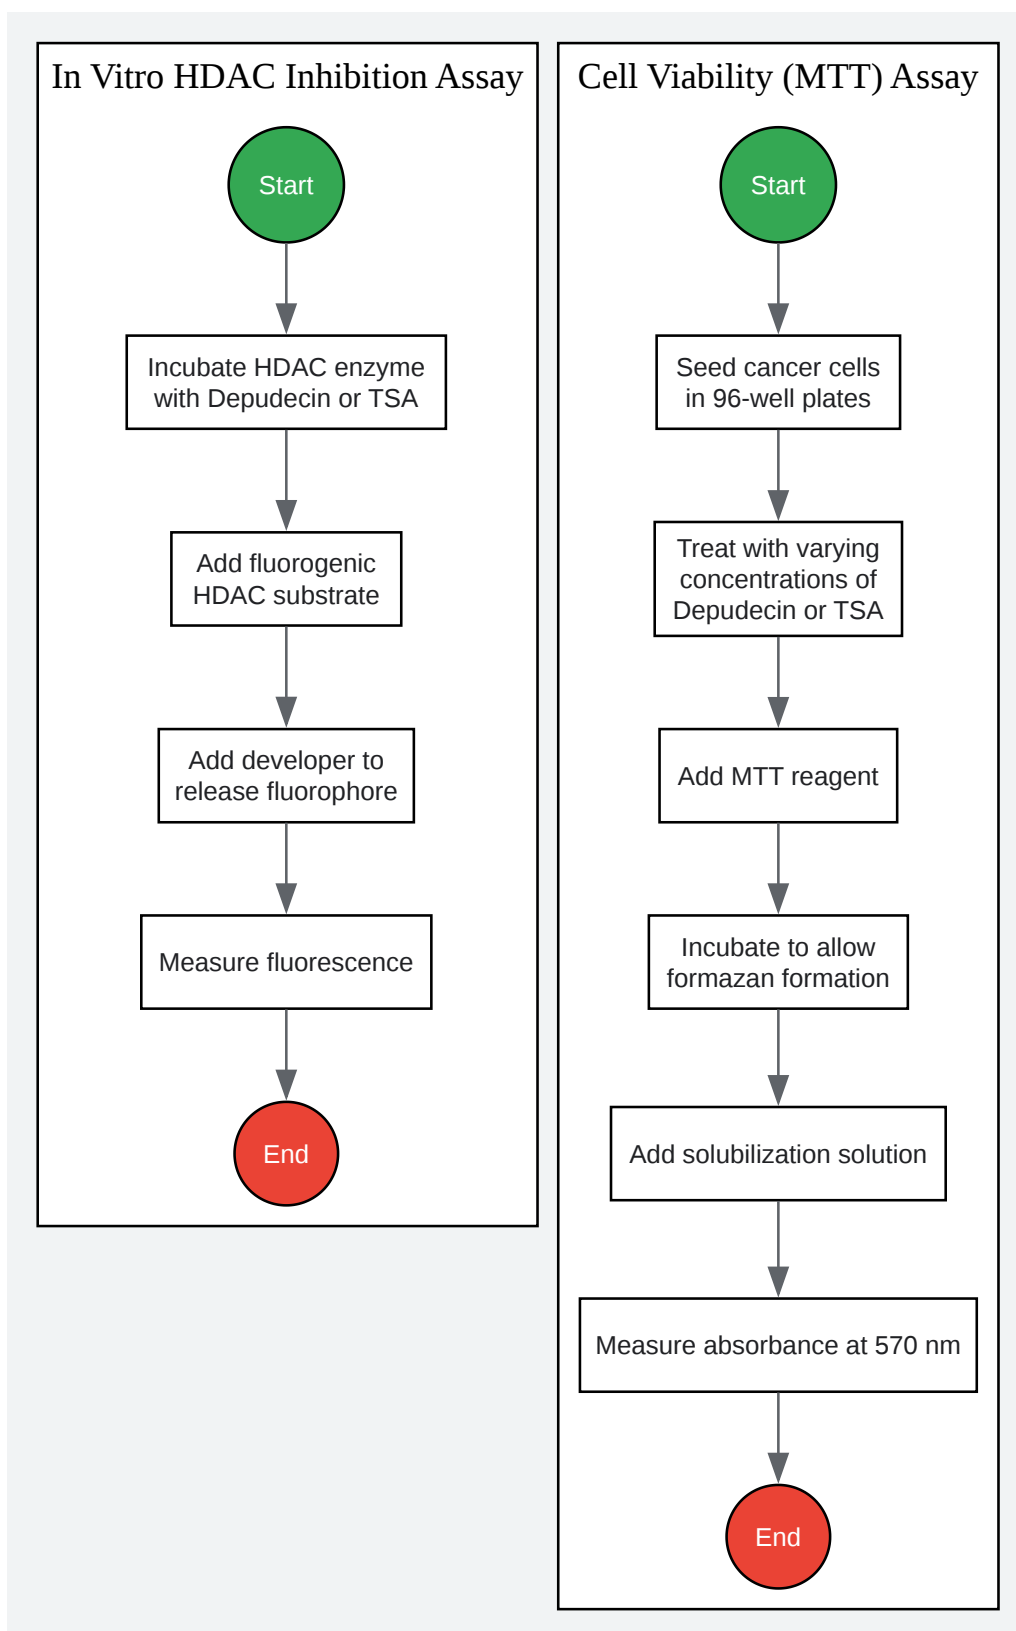 In Vitro HDAC Inhibition Assay
Start
Incubate HDAC enzyme
with Depudecin or TSA
Add fluorogenic
HDAC substrate
Add developer to
release fluorophore
Measure fluorescence
End
Cell Viability (MTT) Assay
Start
Seed cancer cells
in 96-well plates
Treat with varying
concentrations of
Depudecin or TSA
Add MTT reagent
Incubate to allow
formazan formation
Add solubilization solution
Measure absorbance at 570 nm
End